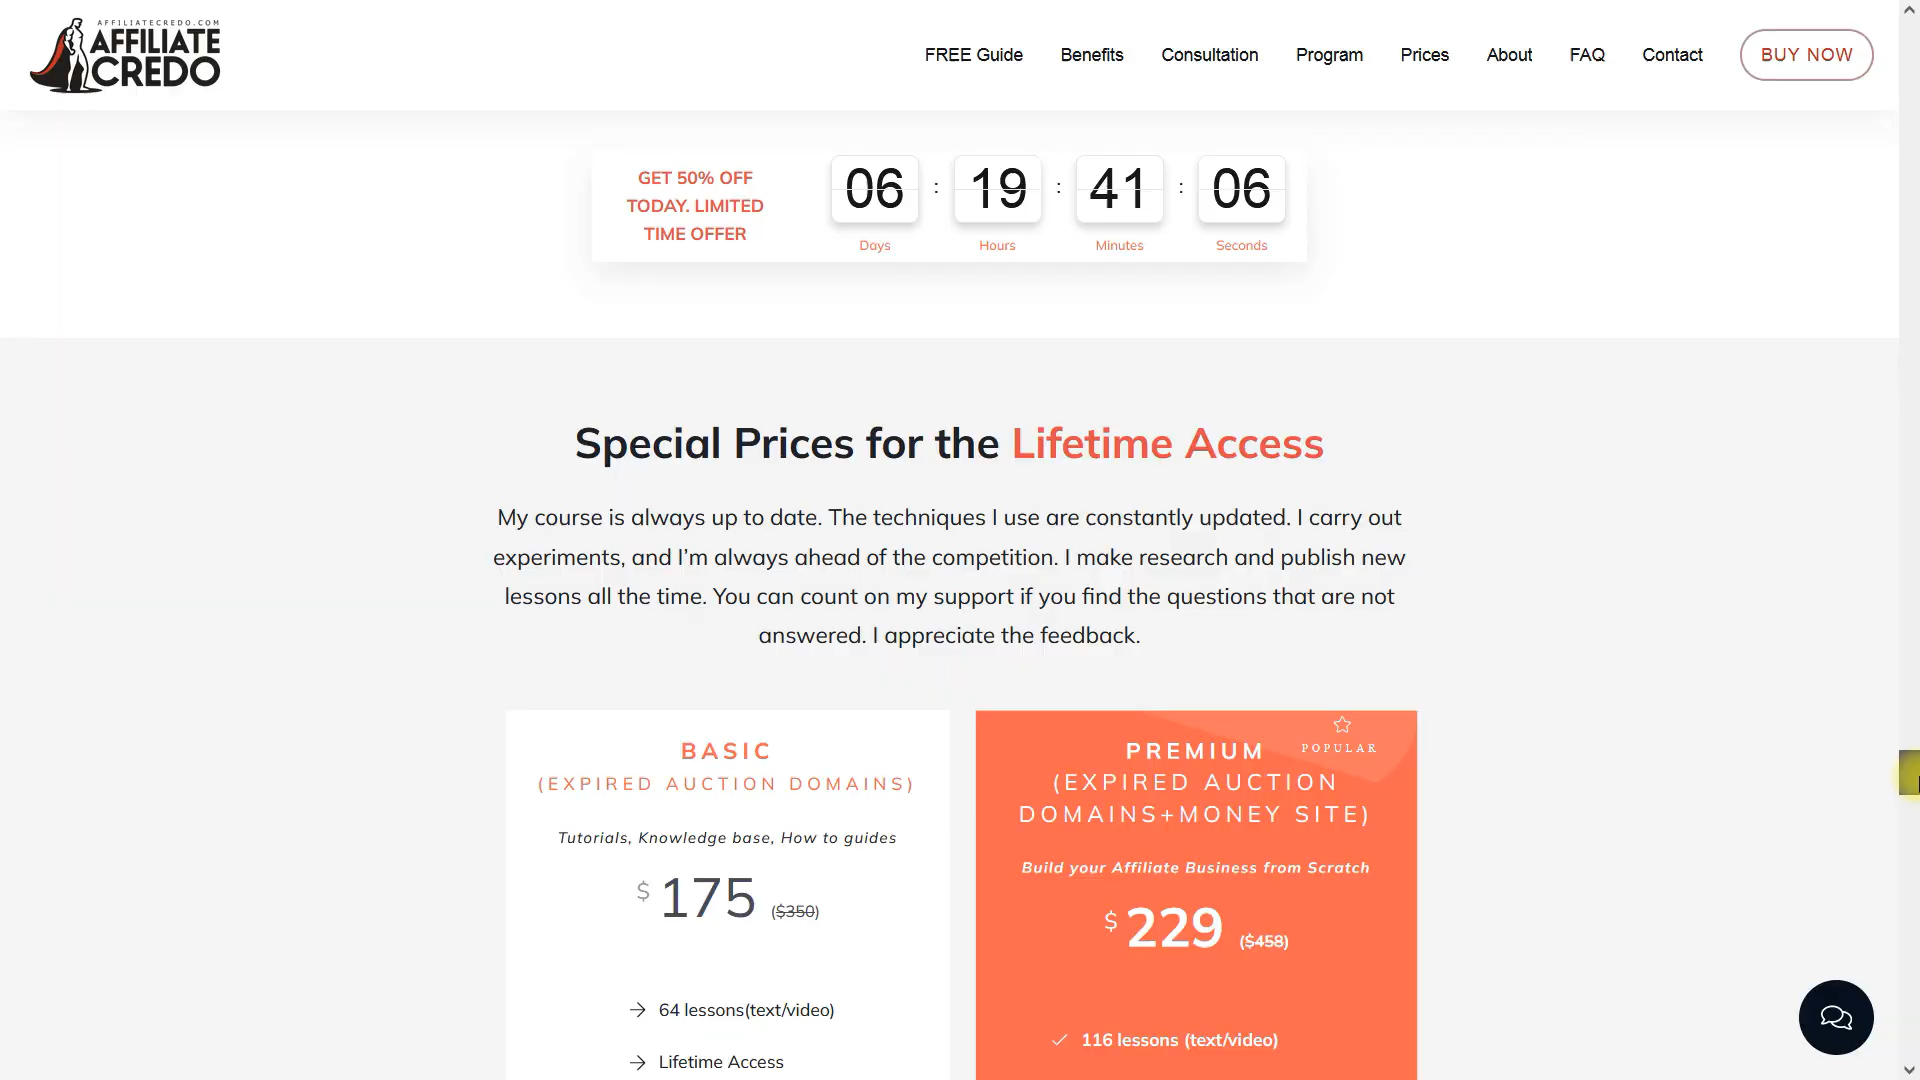 AFFILIATECREDO.COM
AFFILIATE
CREDO
FREE Guide
Benefits
Consultation
Program
Prices
About
FAQ
Contact
BUY NOW
GET 50% OFF
TODAY. LIMITED
TIME OFFER
06 : 19 : 41 : 06
Days
Hours
Minutes
Seconds
Special Prices for the Lifetime Access
My course is always up to date. The techniques I use are constantly updated. I carry out
experiments, and I'm always ahead of the competition. I make research and publish new
lessons all the time. You can count on my support if you find the questions that are not
answered. I appreciate the feedback.
BASIC
(EXPIRED AUCTION DOMAINS)
Tutorials, Knowledge base, How to guides
$ 175 ($350)
64 lessons(text/video)
Lifetime Access
POPULAR
PREMIUM
(EXPIRED AUCTION
DOMAINS+MONEY SITE)
Build your Affiliate Business from Scratch
$ 229 ($458)
116 lessons (text/video)